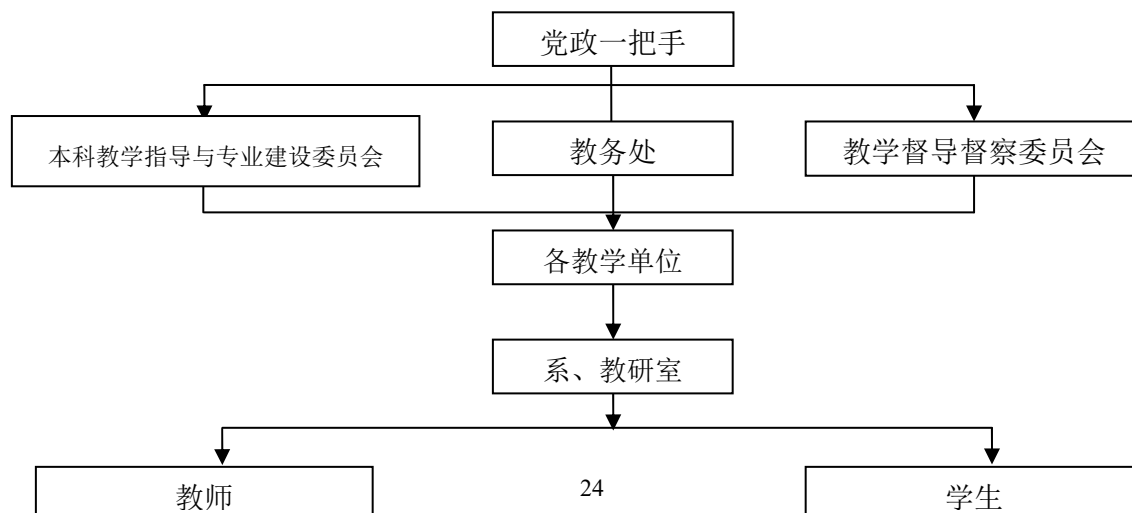 党政一把手
本科教学指导与专业建设委员会
教务处
教学督导督察委员会
各教学单位
系、教研室
教师
24
学生